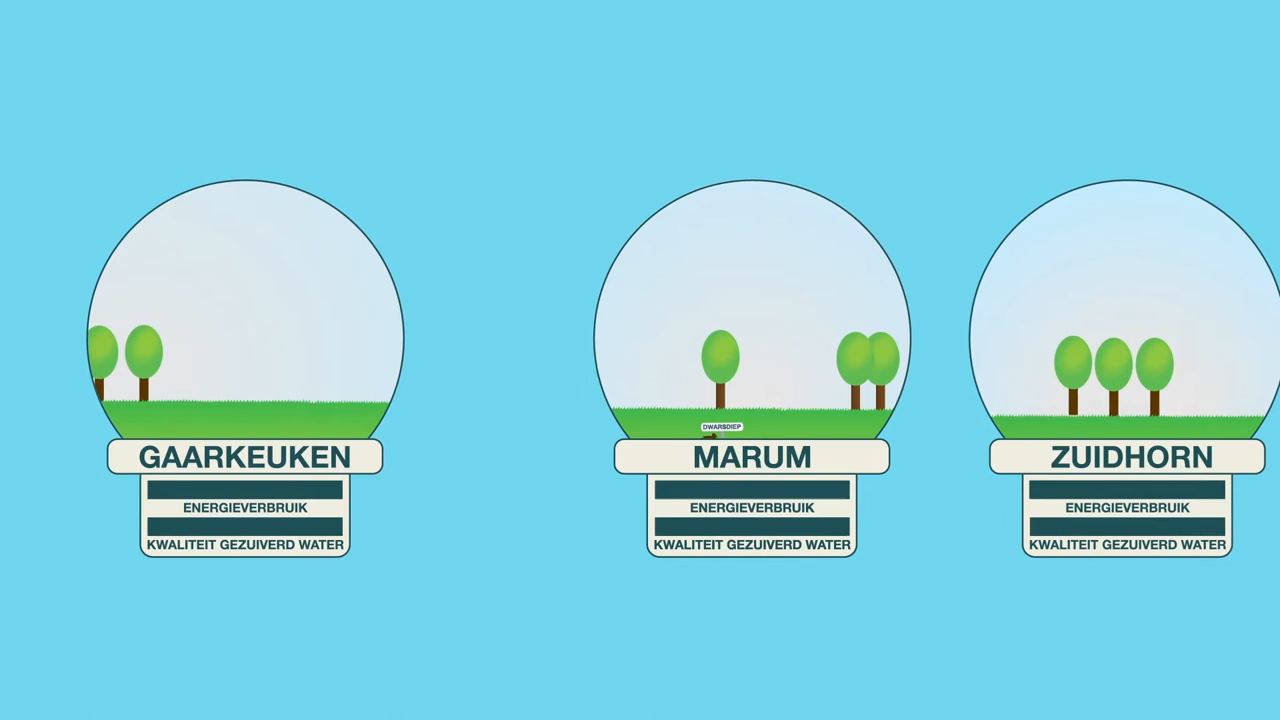 GAARKEUKEN
ENERGIEVERBRUIK
KWALITEIT GEZUIVERD WATER
DWARSDIEP
MARUM
ENERGIEVERBRUIK
KWALITEIT GEZUIVERD WATER
ZUIDHORN
ENERGIEVERBRUIK
KWALITEIT GEZUIVERD WATER